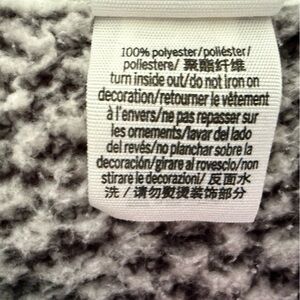 100% polyester/poliéster/
poliestere/ 聚酯纤维
turn inside out/do not iron on
decoration/retourner le vêtement
à l'envers/ne pas repasser sur
les ornements/lavar del lado
del revés/no planchar sobre la
decoración/girare al rovescio/non
stirare le decorazioni/ 反面水
洗 / 请勿熨烫装饰部分